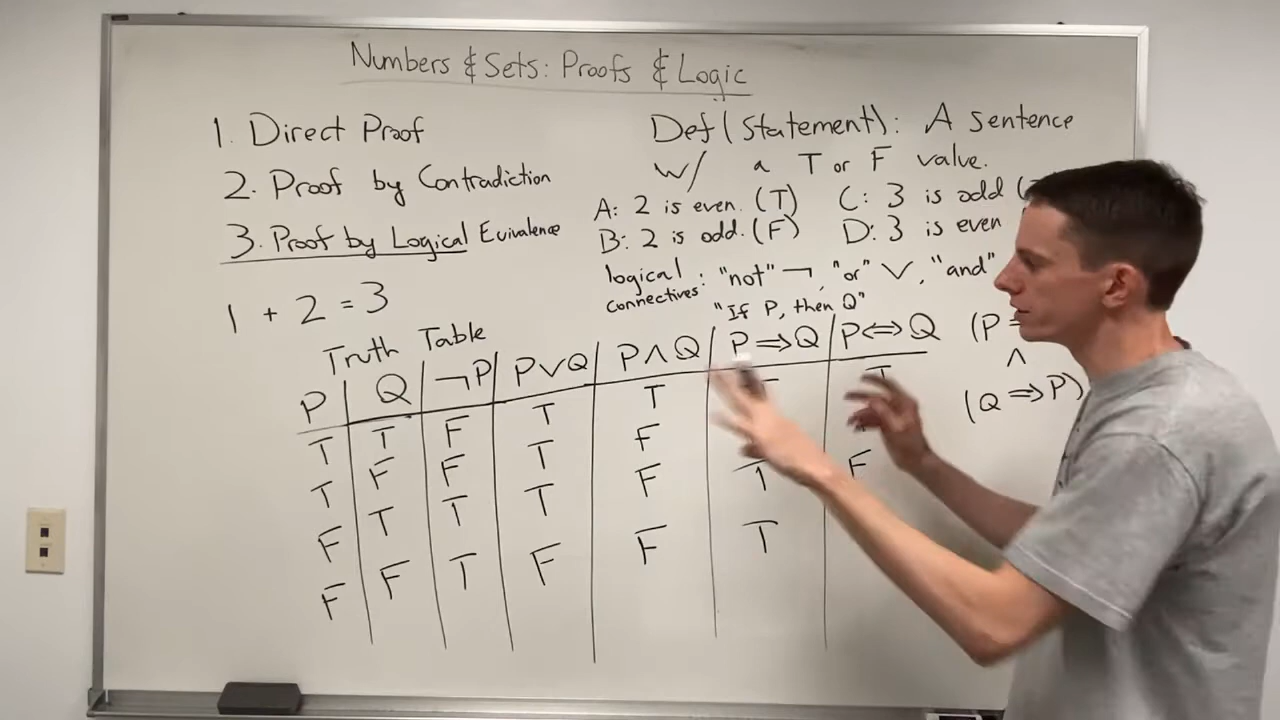 Numbers & Sets: Proofs & Logic
1. Direct Proof
2. Proof by Contradiction
3. Proof by Logical Equivalence
1 + 2 = 3
Def (Statement): A sentence
w/ a T or F value.
A: 2 is even. (T) C: 3 is odd (
B: 2 is odd. (F) D: 3 is even
logical connectives: "not" ¬, "or" ∨, "and"
"If P, then Q"
Truth Table
P Q ¬P P∨Q P∧Q P⟹Q P⟺Q (P
∧
(Q⟹P)
T T F T T T
T F F T F
F T T T F T F
F F T F F T